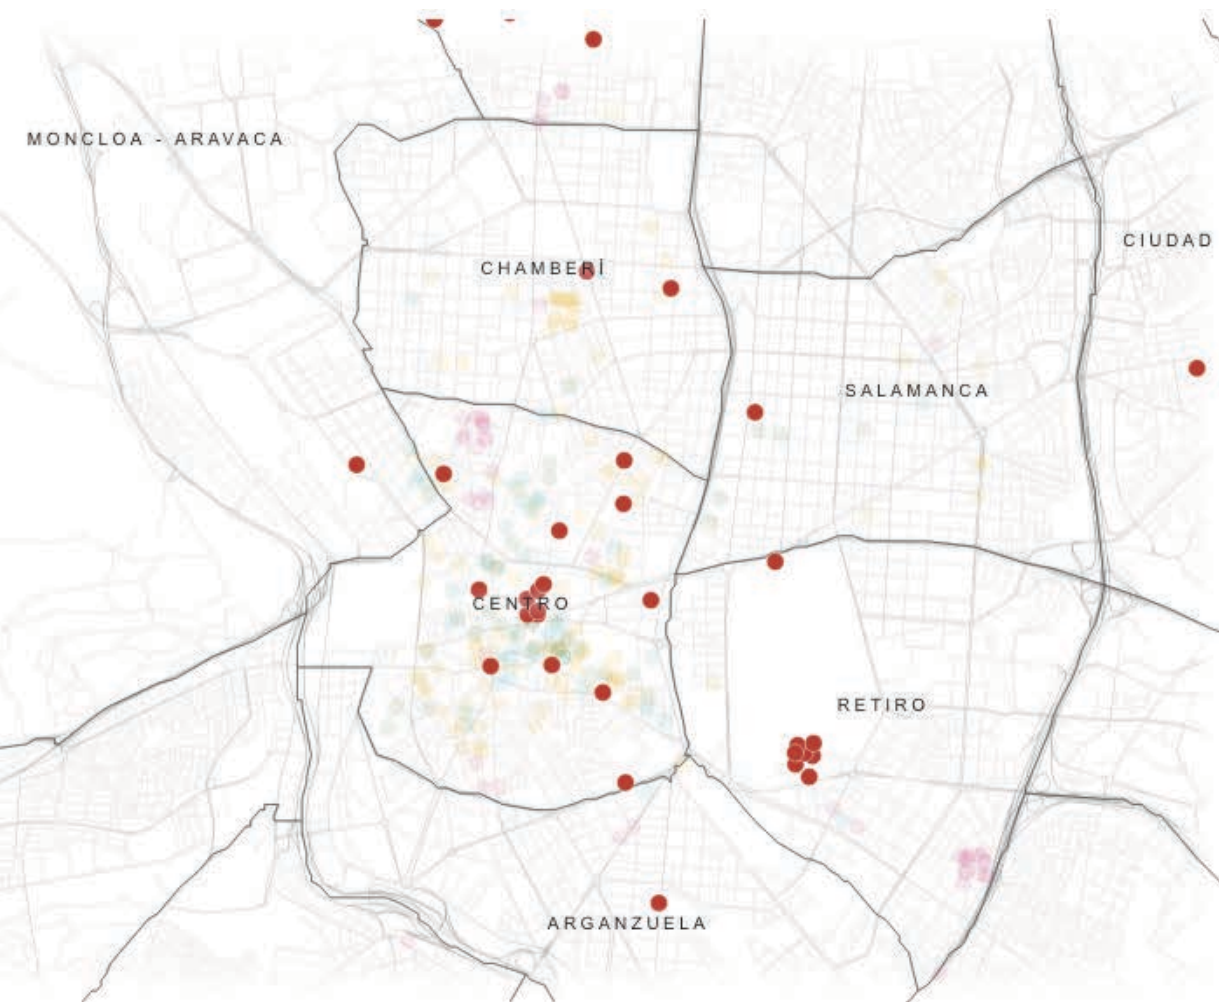 MONCLOA - ARAVACA
CIUDAD
CHAMBERÍ
SALAMANCA
CENTRO
RETIRO
ARGANZUELA